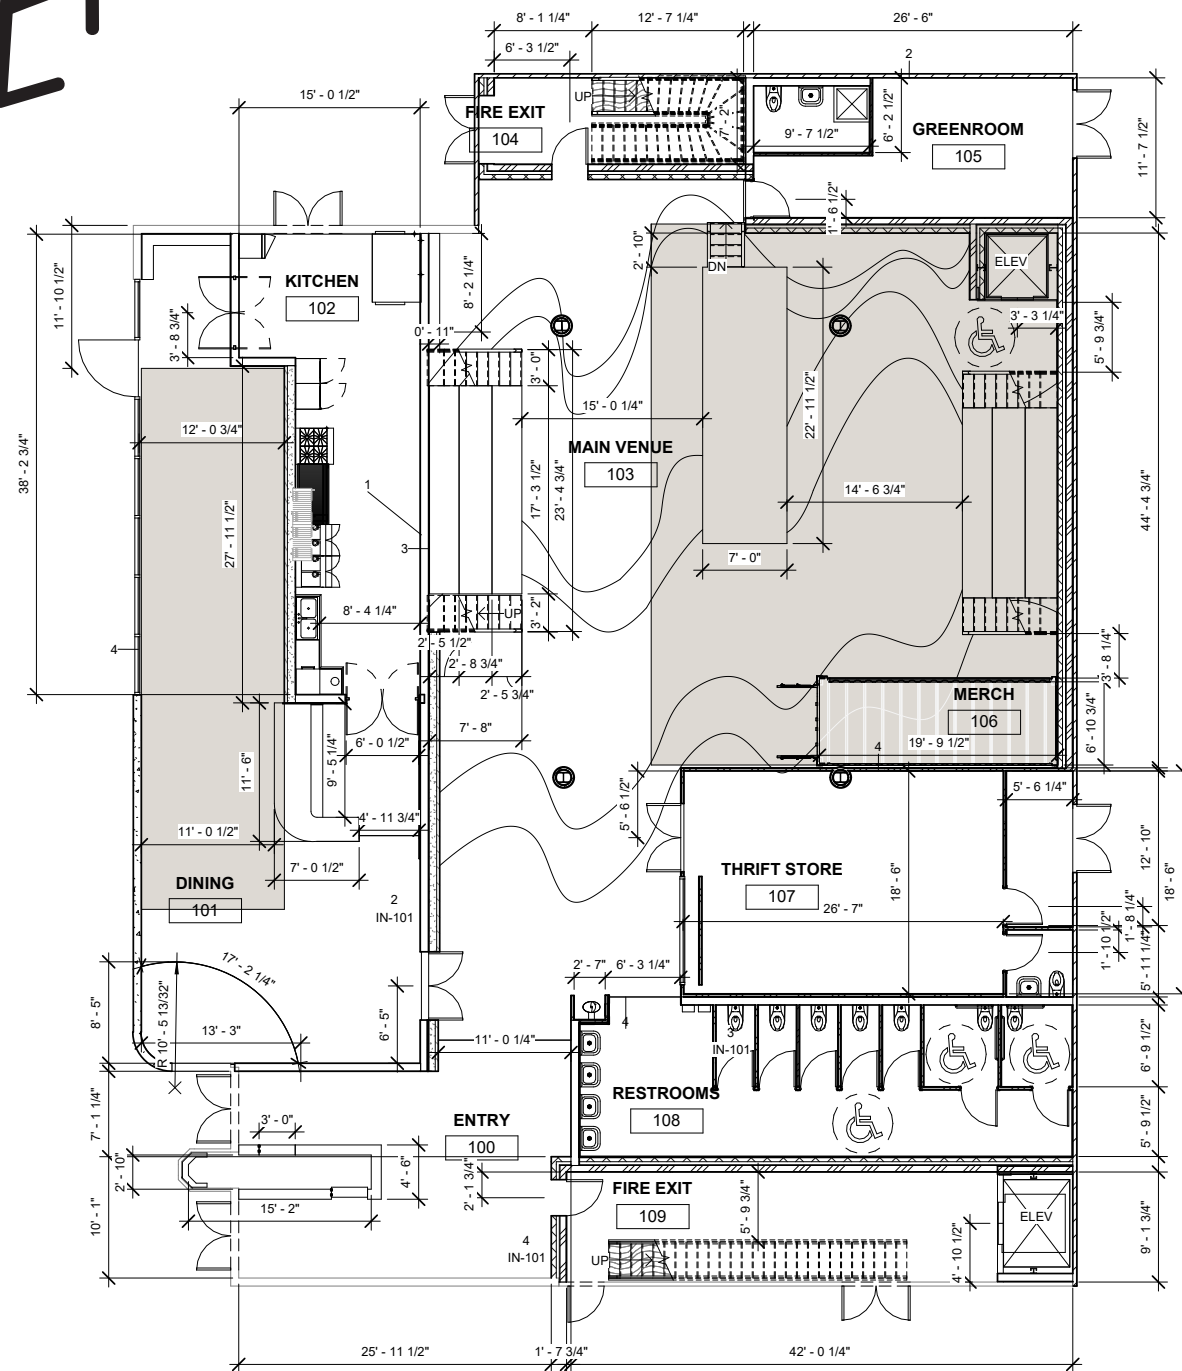 8' - 1 1/4"
12' - 7 1/4"
26' - 6"
6' - 3 1/2"
2
15' - 0 1/2"
UP
FIRE EXIT
104
7' - 2"
9' - 7 1/2"
6' - 2 1/2"
GREENROOM
105
11' - 7 1/2"
1' - 6 1/2"
2' - 10"
DN
ELEV
KITCHEN
102
8' - 2 1/4"
11' - 10 1/2"
3' - 8 3/4"
0' - 11"
3' - 3 1/4"
5' - 9 3/4"
3' - 0"
15' - 0 1/4"
22' - 11 1/2"
12' - 0 3/4"
MAIN VENUE
103
38' - 2 3/4"
1
17' - 3 1/2"
23' - 4 3/4"
14' - 6 3/4"
44' - 4 3/4"
27' - 11 1/2"
3
7' - 0"
8' - 4 1/4"
UP
3' - 2"
4
2' - 5 1/2"
2' - 8 3/4"
2' - 5 3/4"
3' - 8 1/4"
MERCH
106
6' - 10 3/4"
7' - 8"
6' - 0 1/2"
9' - 5 1/4"
11' - 6"
19' - 9 1/2"
4
5' - 6 1/4"
5' - 6 1/2"
4' - 11 3/4"
11' - 0 1/2"
7' - 0 1/2"
12' - 10"
18' - 6"
THRIFT STORE
107
18' - 6"
26' - 7"
DINING
101
2
IN-101
1' - 8 1/4"
1' - 10 1/2"
5' - 11 1/4"
17' - 2 1/4"
2' - 7"
6' - 3 1/4"
8' - 5"
R 10' - 5 13/32"
13' - 3"
6' - 5"
11' - 0 1/4"
4
3
IN-101
6' - 9 1/2"
RESTROOMS
108
7' - 1 1/4"
3' - 0"
ENTRY
100
5' - 9 1/2"
2' - 10"
4' - 6"
2' - 1 3/4"
FIRE EXIT
109
5' - 9 3/4"
15' - 2"
10' - 1"
4
IN-101
UP
ELEV
4' - 10 1/2"
9' - 1 3/4"
25' - 11 1/2"
1' - 7 3/4"
42' - 0 1/4"